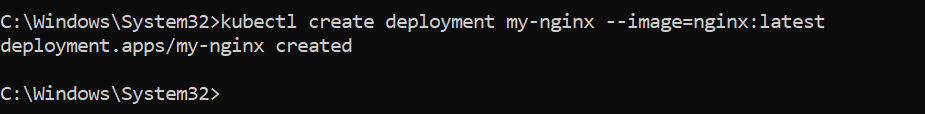 C:\Windows\System32>kubectl create deployment my-nginx --image=nginx:latest
deployment.apps/my-nginx created
C:\Windows\System32>